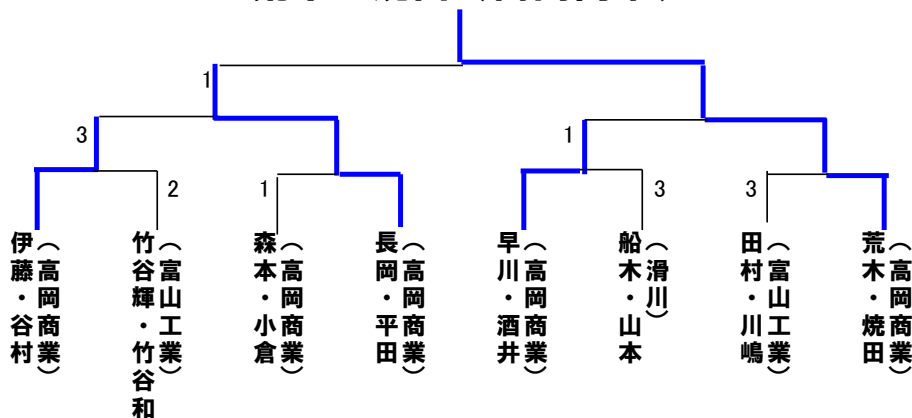 1
1
3
2
1
3
3
伊藤・谷村
（高岡商業）
竹谷輝・竹谷和
（富山工業）
森本・小倉
（高岡商業）
長岡・平田
（高岡商業）
早川・酒井
（高岡商業）
船木・山本
（滑川）
田村・川嶋
（富山工業）
荒木・焼田
（高岡商業）